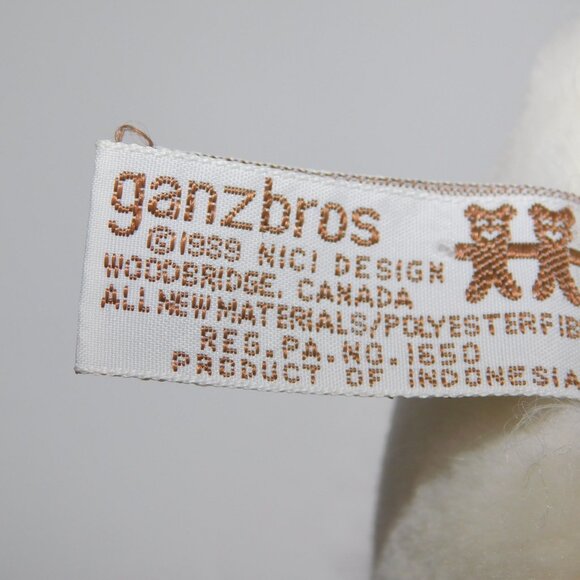 ganzbros
©1989 NICI DESIGN
WOODBRIDGE, CANADA
ALL NEW MATERIALS/POLYESTERFIB
REG.PA.NO.1650
PRODUCT OF INDONESIA